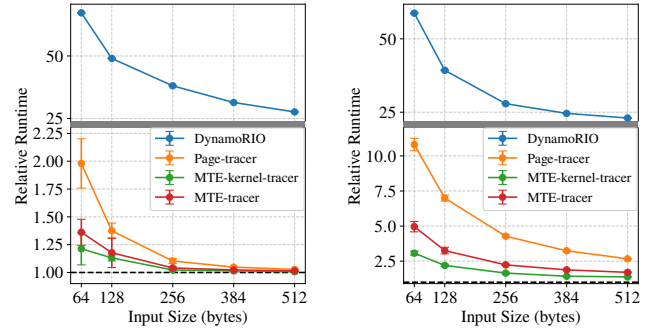 Relative Runtime
50
25
2.25
2.00
1.75
1.50
1.25
1.00
DynamoRIO
Page-tracer
MTE-kernel-tracer
MTE-tracer
64 128 256 384 512
Input Size (bytes)
Relative Runtime
50
25
10.0
7.5
5.0
2.5
DynamoRIO
Page-tracer
MTE-kernel-tracer
MTE-tracer
64 128 256 384 512
Input Size (bytes)